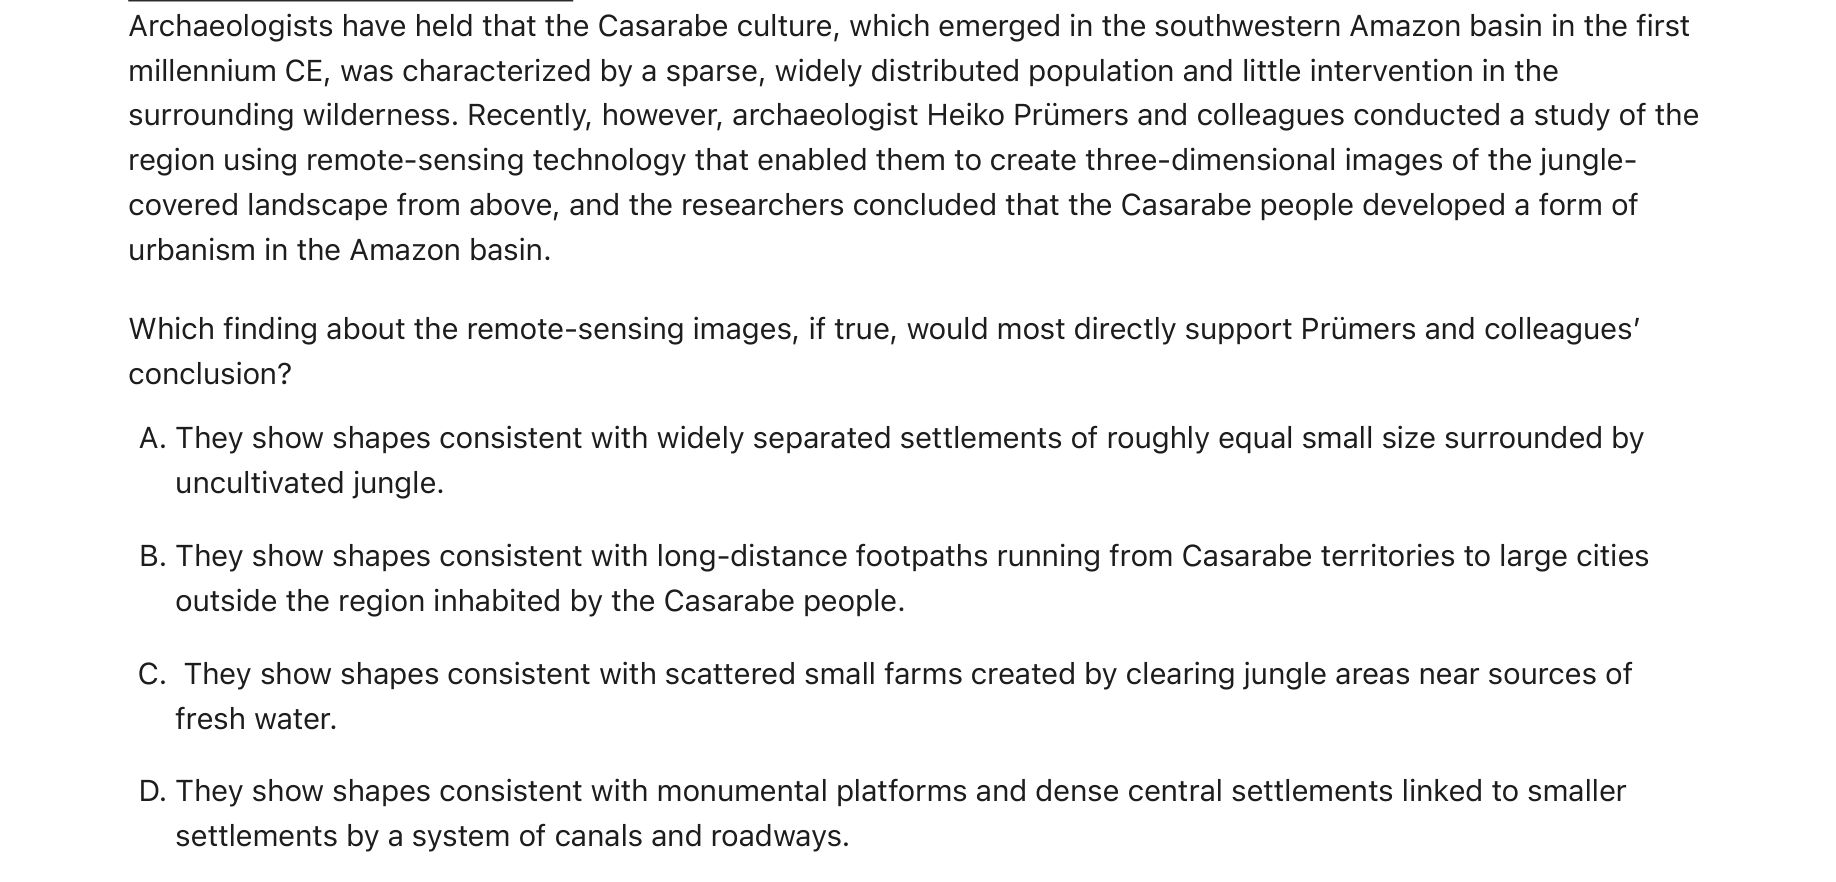 Archaeologists have held that the Casarabe culture, which emerged in the southwestern Amazon basin in the first
millennium CE, was characterized by a sparse, widely distributed population and little intervention in the
surrounding wilderness. Recently, however, archaeologist Heiko Prümers and colleagues conducted a study of the
region using remote-sensing technology that enabled them to create three-dimensional images of the jungle-
covered landscape from above, and the researchers concluded that the Casarabe people developed a form of
urbanism in the Amazon basin.
Which finding about the remote-sensing images, if true, would most directly support Prümers and colleagues’
conclusion?
A. They show shapes consistent with widely separated settlements of roughly equal small size surrounded by
uncultivated jungle.
B. They show shapes consistent with long-distance footpaths running from Casarabe territories to large cities
outside the region inhabited by the Casarabe people.
C. They show shapes consistent with scattered small farms created by clearing jungle areas near sources of
fresh water.
D. They show shapes consistent with monumental platforms and dense central settlements linked to smaller
settlements by a system of canals and roadways.